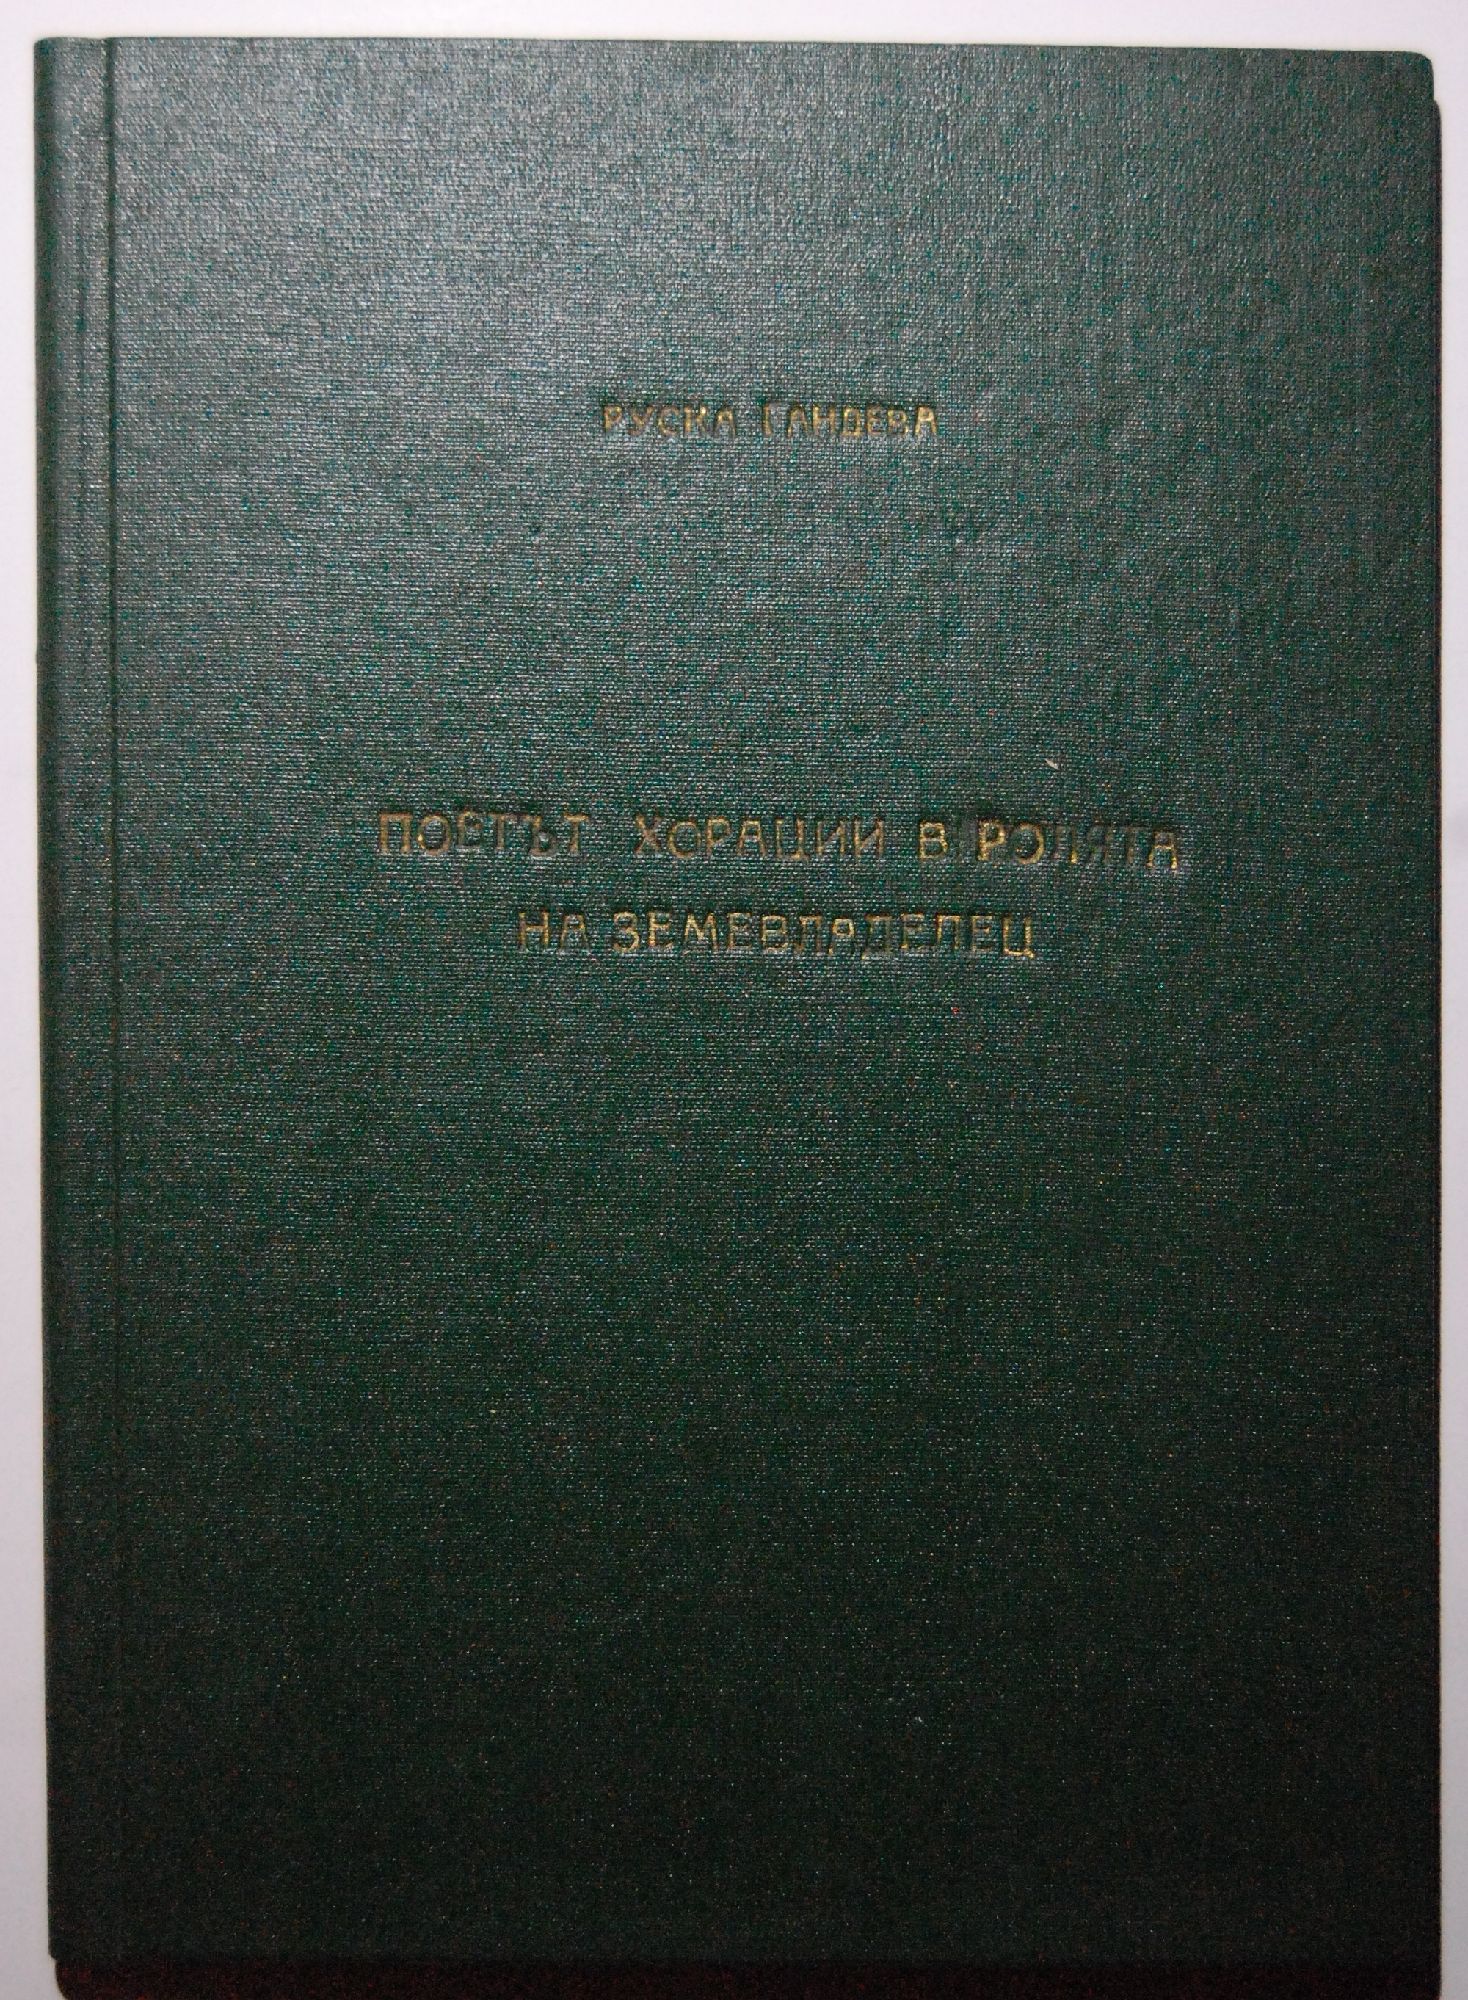 РУСКА ГАНДЕВА
ПОЕТЪТ ХОРАЦИЙ В РОЛЯТА
НА ЗЕМЕВЛАДЕЛЕЦ